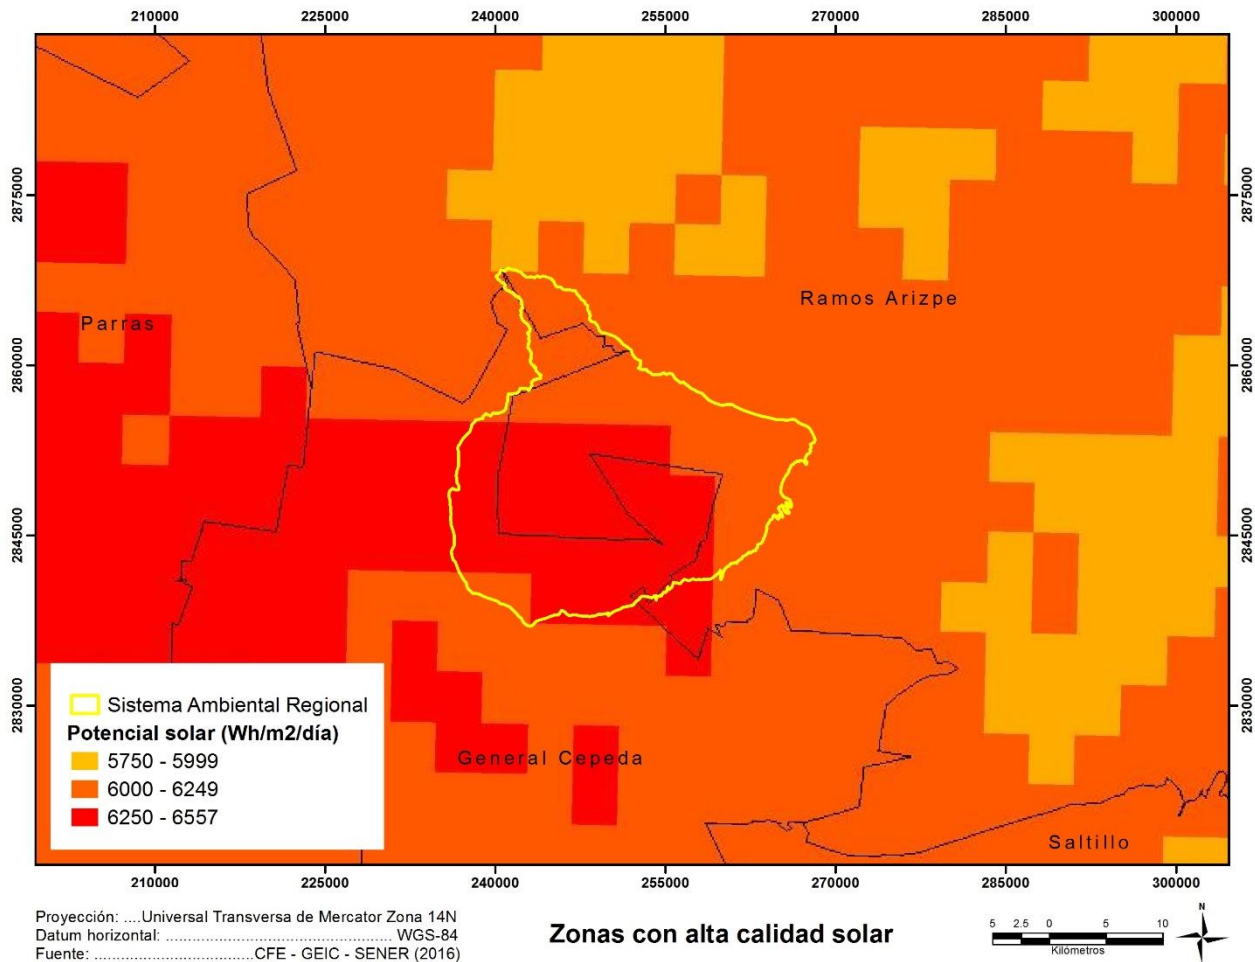 210000 225000 240000 255000 270000 285000 300000
2875000 2875000
Ramos Arizpe
Parras
2860000 2860000
2845000 2845000
2830000 2830000
Sistema Ambiental Regional
Potencial solar (Wh/m2/día)
5750 - 5999
6000 - 6249
6250 - 6557
General Cepeda
Saltillo
210000 225000 240000 255000 270000 285000 300000
Proyección: ....Universal Transversa de Mercator Zona 14N
Datum horizontal: .......................................... WGS-84
Fuente: .................................CFE - GEIC - SENER (2016)
Zonas con alta calidad solar
5 2.5 0 5 10
Kilómetros
N